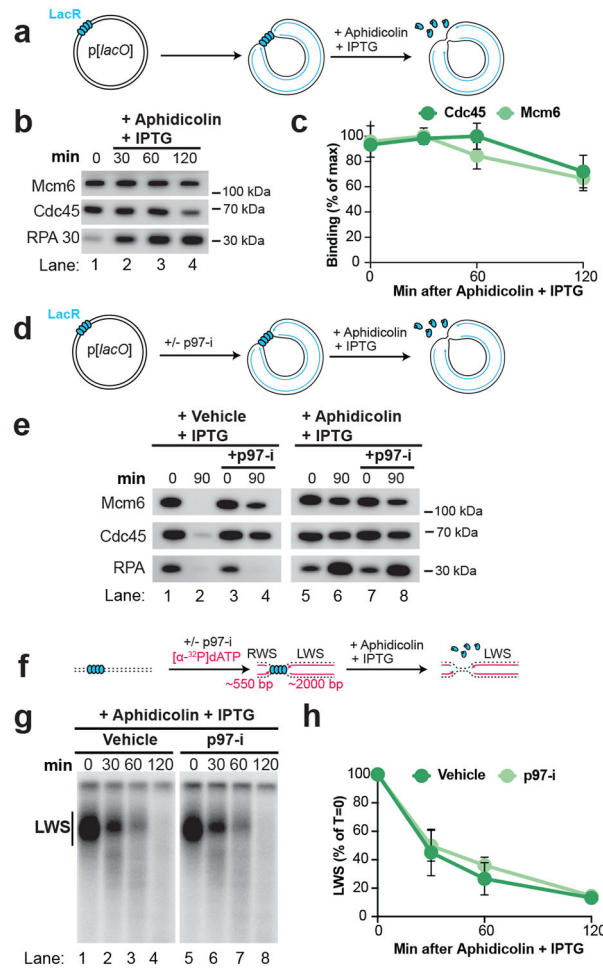 a
LacR
p[lacO]
+ Aphidicolin
+ IPTG
b
+ Aphidicolin
+ IPTG
min 0 30 60 120
Mcm6
100 kDa
Cdc45
70 kDa
RPA 30
30 kDa
Lane: 1 2 3 4
c
Cdc45 Mcm6
Binding (% of max)
100
80
60
40
20
0
0 60 120
Min after Aphidicolin + IPTG
d
LacR
p[lacO]
+/- p97-i
+ Aphidicolin
+ IPTG
e
+ Vehicle
+ IPTG
+ Aphidicolin
+ IPTG
+p97-i +p97-i
min 0 90 0 90 0 90 0 90
Mcm6
100 kDa
Cdc45
70 kDa
RPA
30 kDa
Lane: 1 2 3 4 5 6 7 8
f
+/- p97-i
[α-³²P]dATP
RWS LWS
~550 bp ~2000 bp
+ Aphidicolin
+ IPTG
LWS
g
+ Aphidicolin + IPTG
Vehicle p97-i
min 0 30 60 120 0 30 60 120
LWS
Lane: 1 2 3 4 5 6 7 8
h
Vehicle p97-i
LWS (% of T=0)
100
80
60
40
20
0
0 60 120
Min after Aphidicolin + IPTG